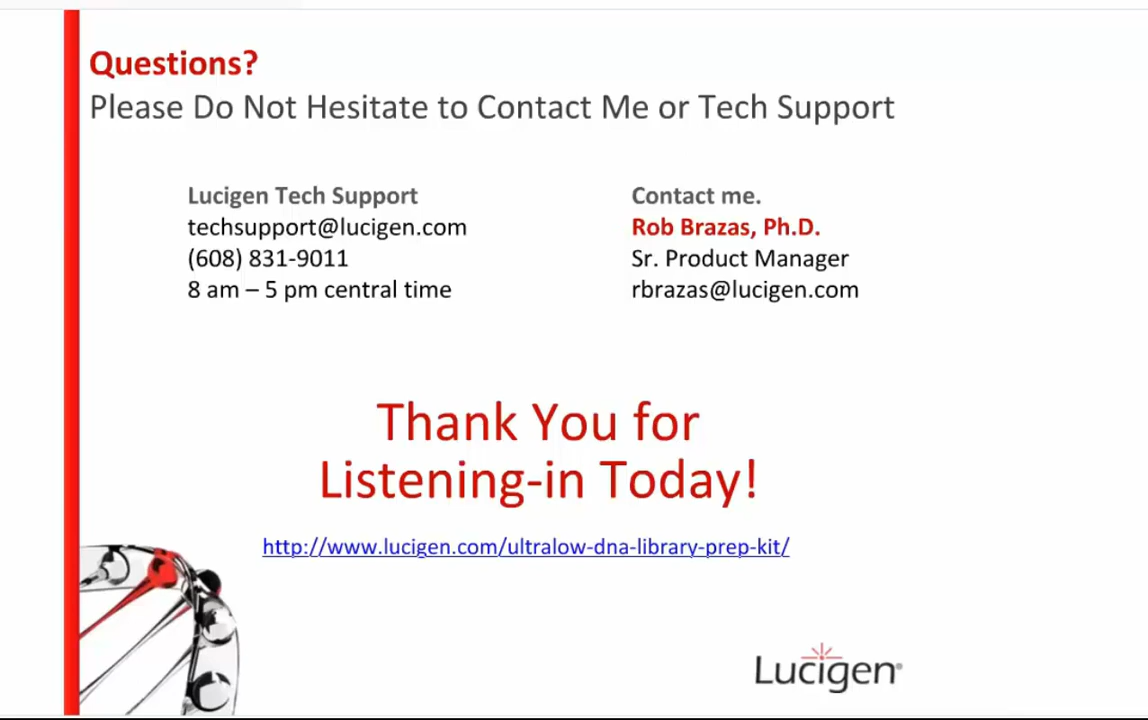 Questions?
Please Do Not Hesitate to Contact Me or Tech Support
Lucigen Tech Support
techsupport@lucigen.com
(608) 831-9011
8 am – 5 pm central time
Contact me.
Rob Brazas, Ph.D.
Sr. Product Manager
rbrazas@lucigen.com
Thank You for
Listening-in Today!
http://www.lucigen.com/ultralow-dna-library-prep-kit/
Lucigen®